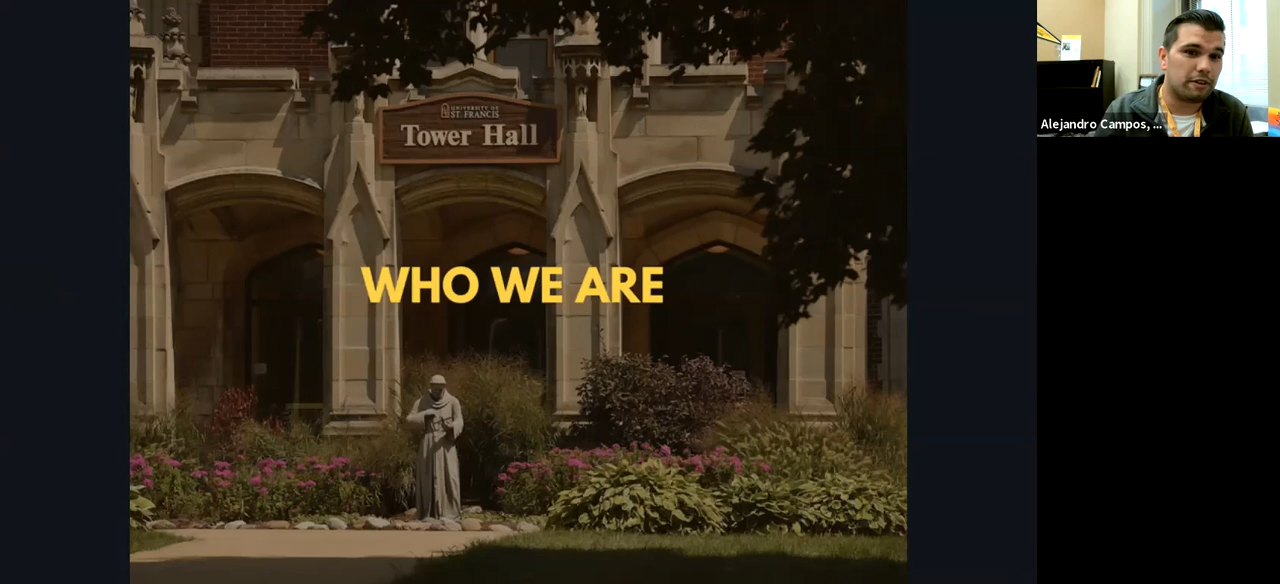 UNIVERSITY OF
ST. FRANCIS
Tower Hall
WHO WE ARE
Alejandro Campos, ...